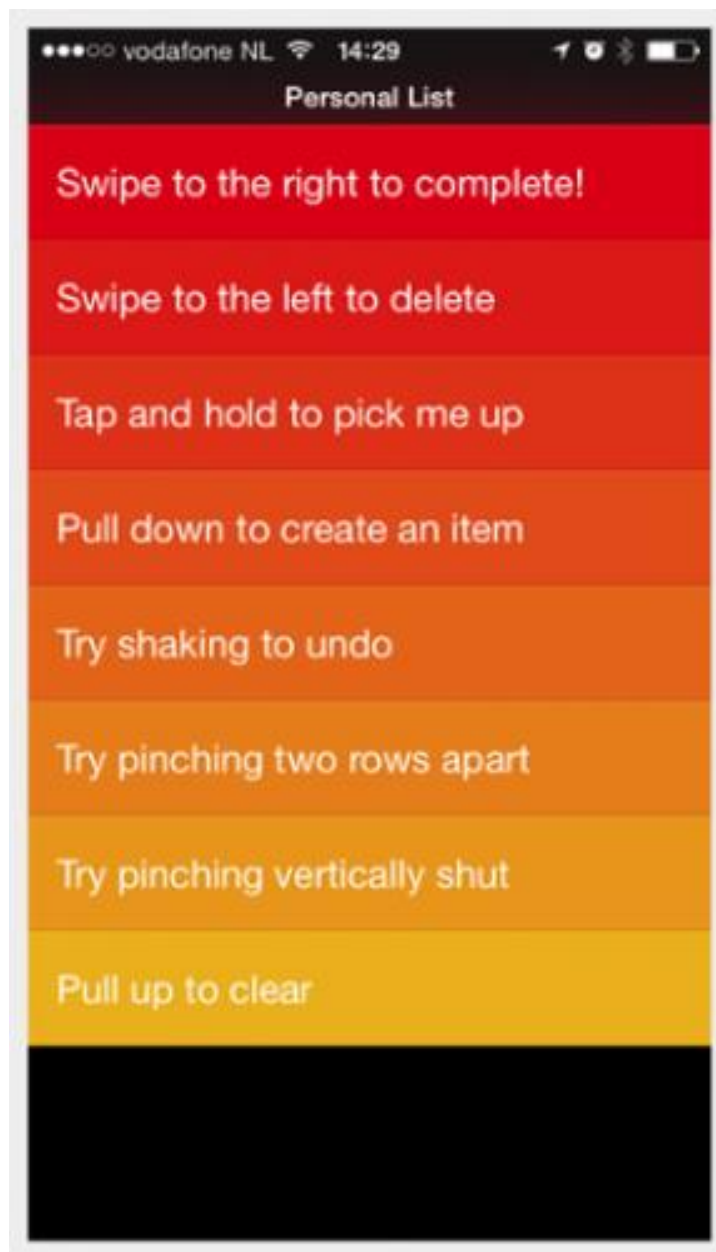 vodafone NL 14:29
Personal List
Swipe to the right to complete!
Swipe to the left to delete
Tap and hold to pick me up
Pull down to create an item
Try shaking to undo
Try pinching two rows apart
Try pinching vertically shut
Pull up to clear